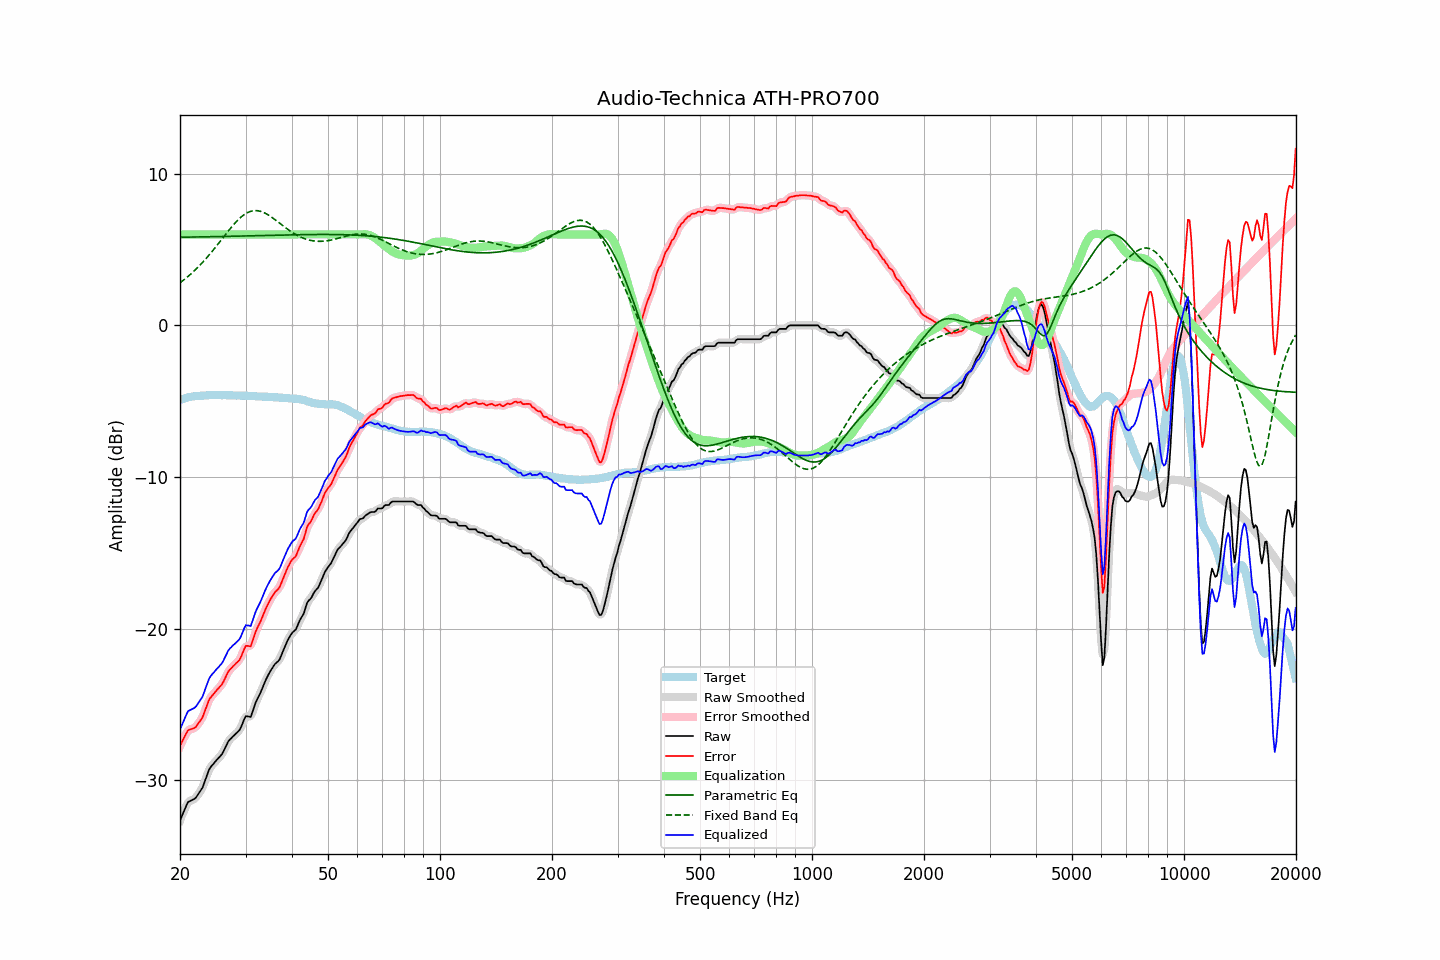 Audio-Technica ATH-PRO700
Amplitude (dBr)
10
0
−10
−20
−30
20
50
100
200
500
1000
2000
5000
10000
20000
Frequency (Hz)
Target
Raw Smoothed
Error Smoothed
Raw
Error
Equalization
Parametric Eq
Fixed Band Eq
Equalized